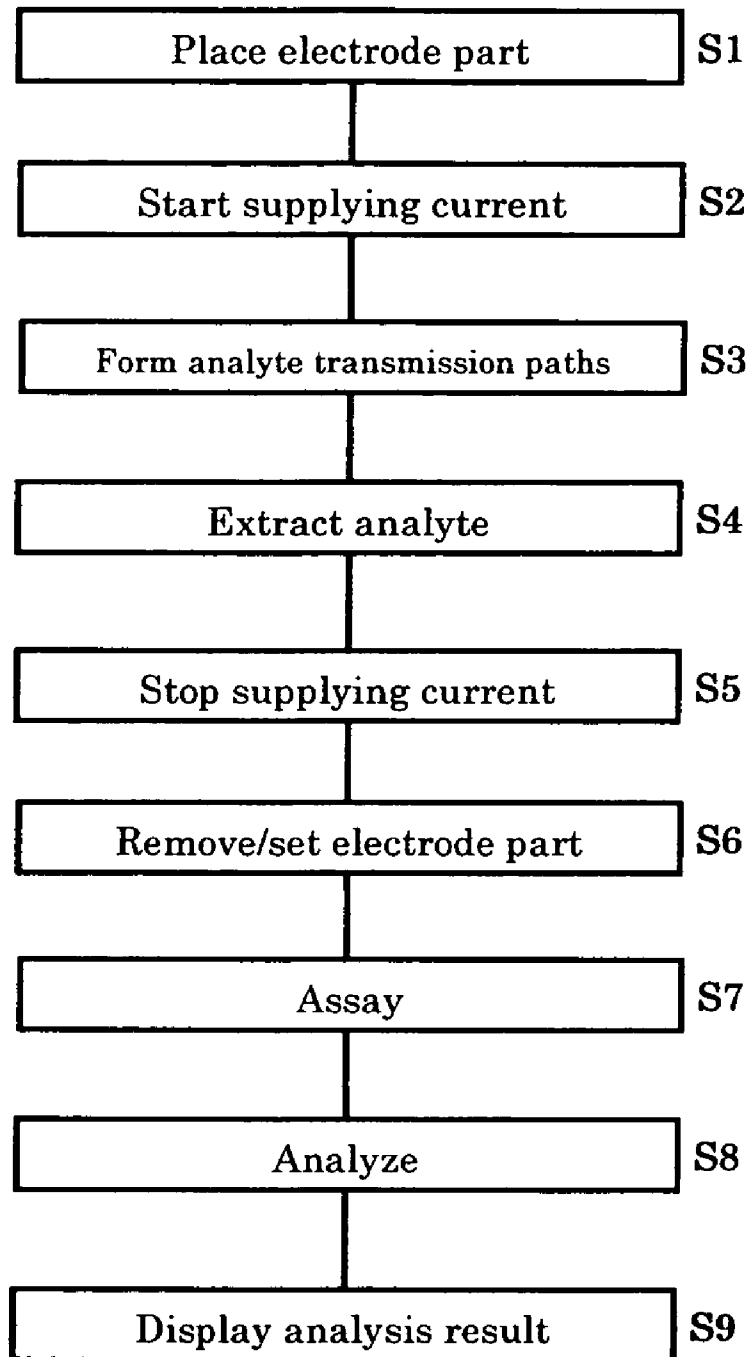 Place electrode part S1
Start supplying current S2
Form analyte transmission paths S3
Extract analyte S4
Stop supplying current S5
Remove/set electrode part S6
Assay S7
Analyze S8
Display analysis result S9